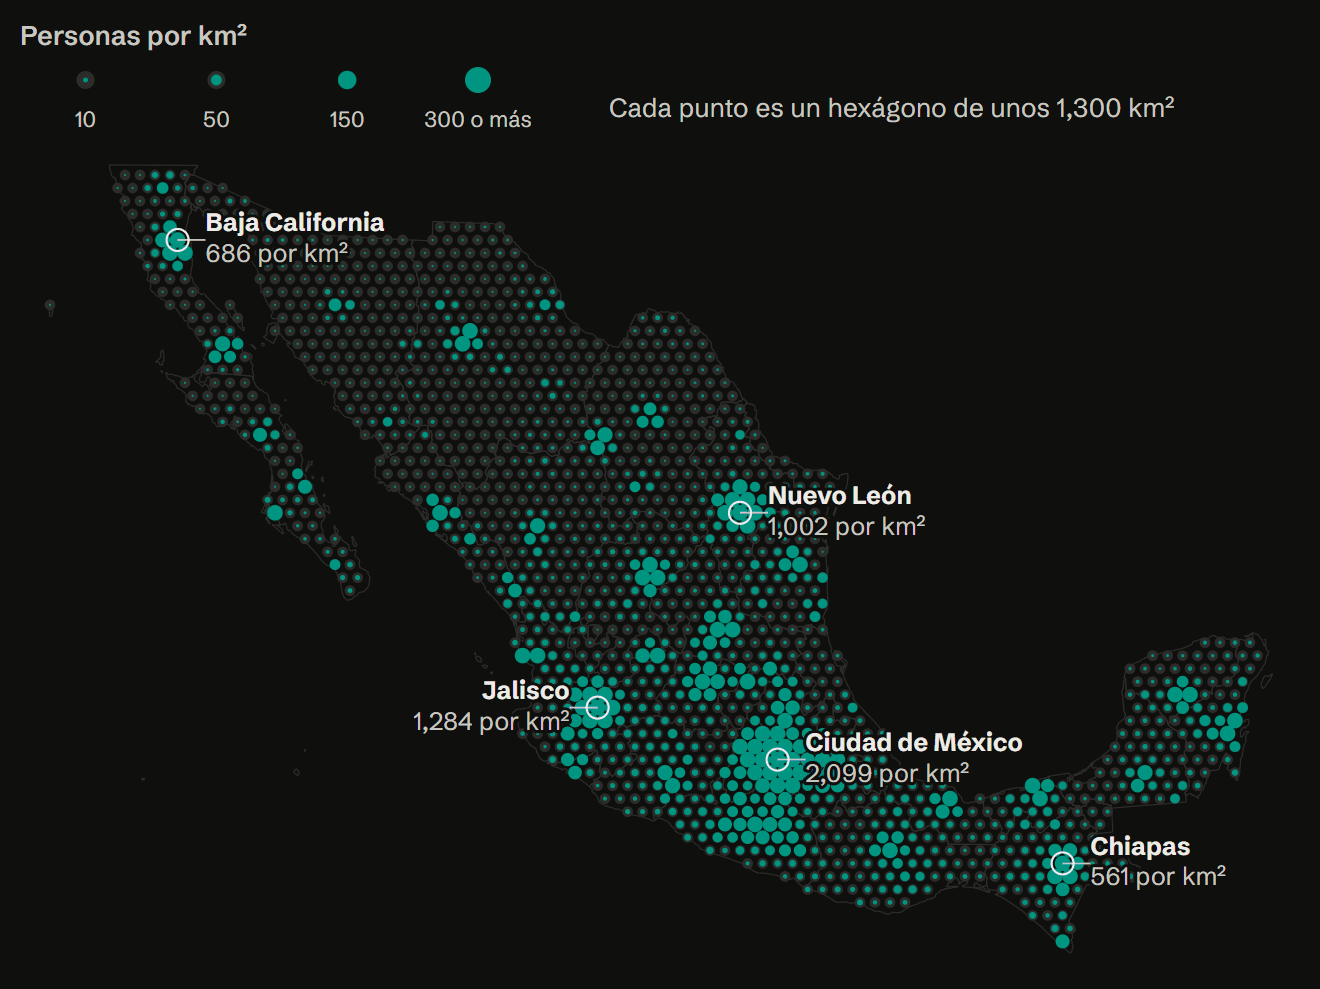 Personas por km²
10
50
150
300 o más
Cada punto es un hexágono de unos 1,300 km²
Baja California
686 por km²
Nuevo León
1,002 por km²
Jalisco
1,284 por km²
Ciudad de México
2,099 por km²
Chiapas
561 por km²